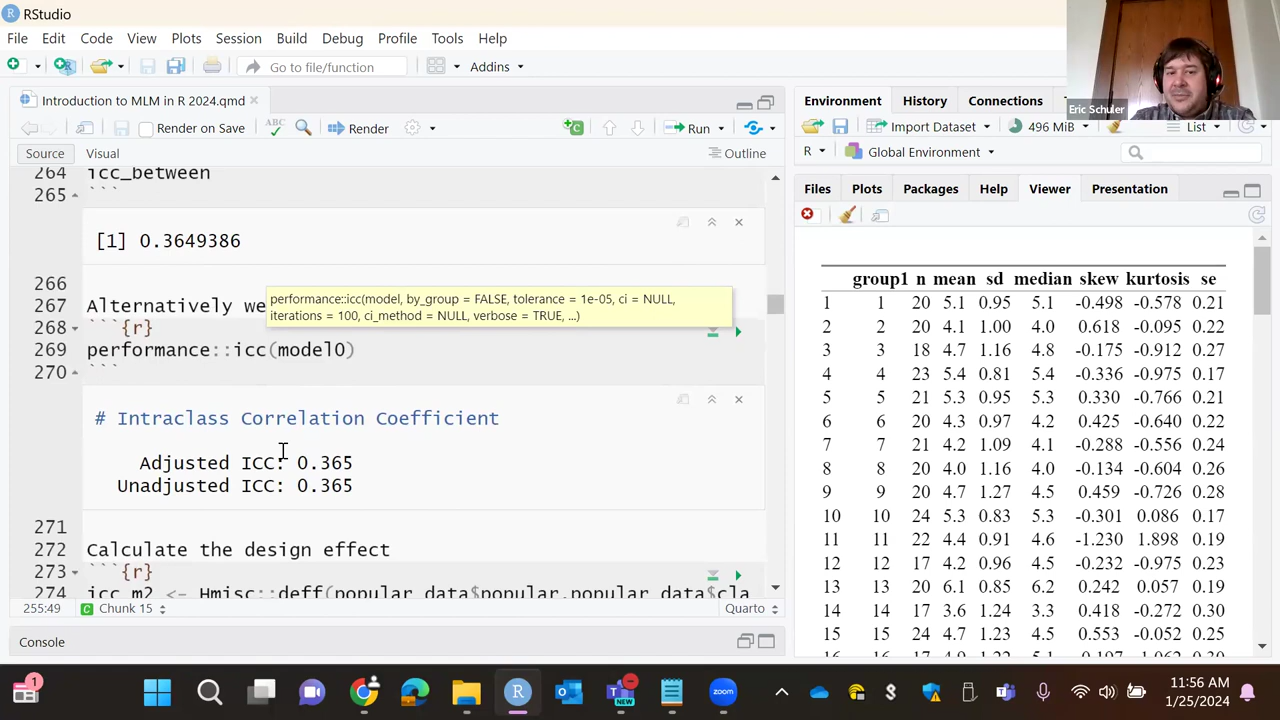 RStudio
File Edit Code View Plots Session Build Debug Profile Tools Help
Go to file/function Addins
Eric Schuler
Introduction to MLM in R 2024.qmd
Render on Save Render Run
Source Visual Outline
264 icc_between
265 ```
[1] 0.3649386
266
267 Alternatively we
performance::icc(model, by_group = FALSE, tolerance = 1e-05, ci = NULL,
iterations = 100, ci_method = NULL, verbose = TRUE, ...)
268 ```{r}
269 performance::icc(model0)
270 ```
# Intraclass Correlation Coefficient
Adjusted ICC: 0.365
Unadjusted ICC: 0.365
271
272 Calculate the design effect
273 ```{r}
274 icc_m2 <- Hmisc::deff(popular_data$popular,popular_data$cla
255:49 Chunk 15 Quarto
Console
Environment History Connections
Import Dataset 496 MiB List
R Global Environment
Files Plots Packages Help Viewer Presentation
group1 n mean sd median skew kurtosis se
1 1 20 5.1 0.95 5.1 -0.498 -0.578 0.21
2 2 20 4.1 1.00 4.0 0.618 -0.095 0.22
3 3 18 4.7 1.16 4.8 -0.175 -0.912 0.27
4 4 23 5.4 0.81 5.4 -0.336 -0.975 0.17
5 5 21 5.3 0.95 5.3 0.330 -0.766 0.21
6 6 20 4.3 0.97 4.2 0.425 -0.640 0.22
7 7 21 4.2 1.09 4.1 -0.288 -0.556 0.24
8 8 20 4.0 1.16 4.0 -0.134 -0.604 0.26
9 9 20 4.7 1.27 4.5 0.459 -0.726 0.28
10 10 24 5.3 0.83 5.3 -0.301 0.086 0.17
11 11 22 4.4 0.91 4.6 -1.230 1.898 0.19
12 12 17 4.2 0.96 4.5 -0.232 -0.975 0.23
13 13 20 6.1 0.85 6.2 0.242 0.057 0.19
14 14 17 3.6 1.24 3.3 0.418 -0.272 0.30
15 15 24 4.7 1.23 4.5 0.553 -0.052 0.25
11:56 AM
1/25/2024